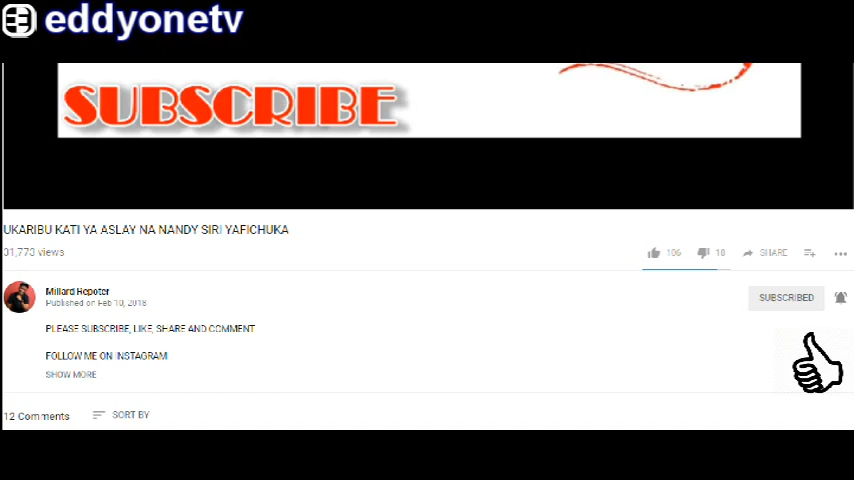 eddyonetv
SUBSCRIBE
UKARIBU KATI YA ASLAY NA NANDY SIRI YAFICHUKA
31,773 views
106 18 SHARE
Millard Repoter
Published on Feb 10, 2018
SUBSCRIBED
PLEASE SUBSCRIBE, LIKE, SHARE AND COMMENT
FOLLOW ME ON INSTAGRAM
SHOW MORE
12 Comments SORT BY